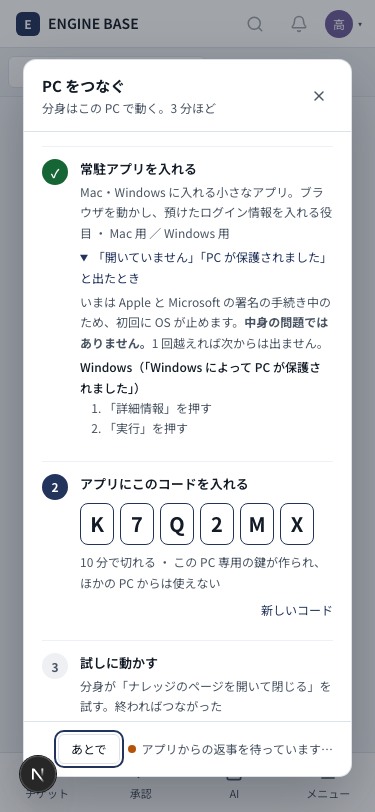 E ENGINE BASE 高
PC をつなぐ
分身はこの PC で動く。3 分ほど
常駐アプリを入れる
Mac・Windows に入れる小さなアプリ。ブラ
ウザを動かし、預けたログイン情報を入れる役
目 ・ Mac 用 ／ Windows 用
▼ 「開いていません」「PC が保護されました」
と出たとき
いまは Apple と Microsoft の署名の手続き中の
ため、初回に OS が止めます。中身の問題では
ありません。1 回越えれば次からは出ません。
Windows（「Windows によって PC が保護さ
れました」）
1. 「詳細情報」を押す
2. 「実行」を押す
2 アプリにこのコードを入れる
K 7 Q 2 M X
10 分で切れる ・ この PC 専用の鍵が作られ、
ほかの PC からは使えない
新しいコード
3 試しに動かす
分身が「ナレッジのページを開いて閉じる」を
試す。終わればつながった
あとで アプリからの返事を待っています…
N
チケット 承認 AI メニュー